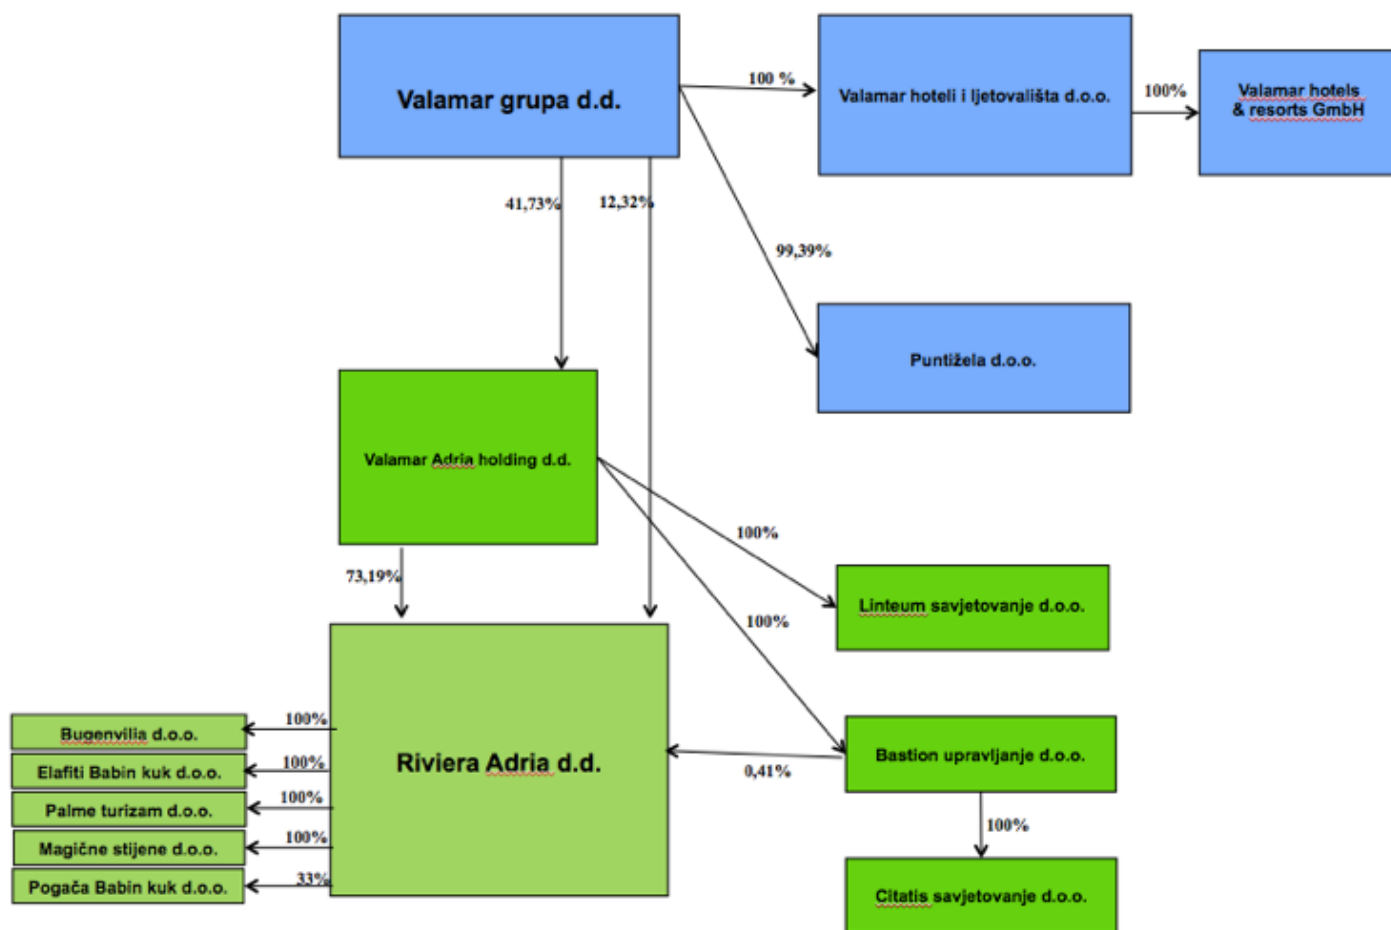 Valamar grupa d.d.
100 %
Valamar hoteli i ljetovališta d.o.o.
100%
Valamar hotels
& resorts GmbH
41,73%
12,32%
99,39%
Puntižela d.o.o.
Valamar Adria holding d.d.
100%
73,19%
Linteum savjetovanje d.o.o.
100%
Riviera Adria d.d.
100%
Bugenvilia d.o.o.
100%
Elafiti Babin kuk d.o.o.
100%
Palme turizam d.o.o.
100%
Magične stijene d.o.o.
33%
Pogača Babin kuk d.o.o.
0,41%
Bastion upravljanje d.o.o.
100%
Citatis savjetovanje d.o.o.